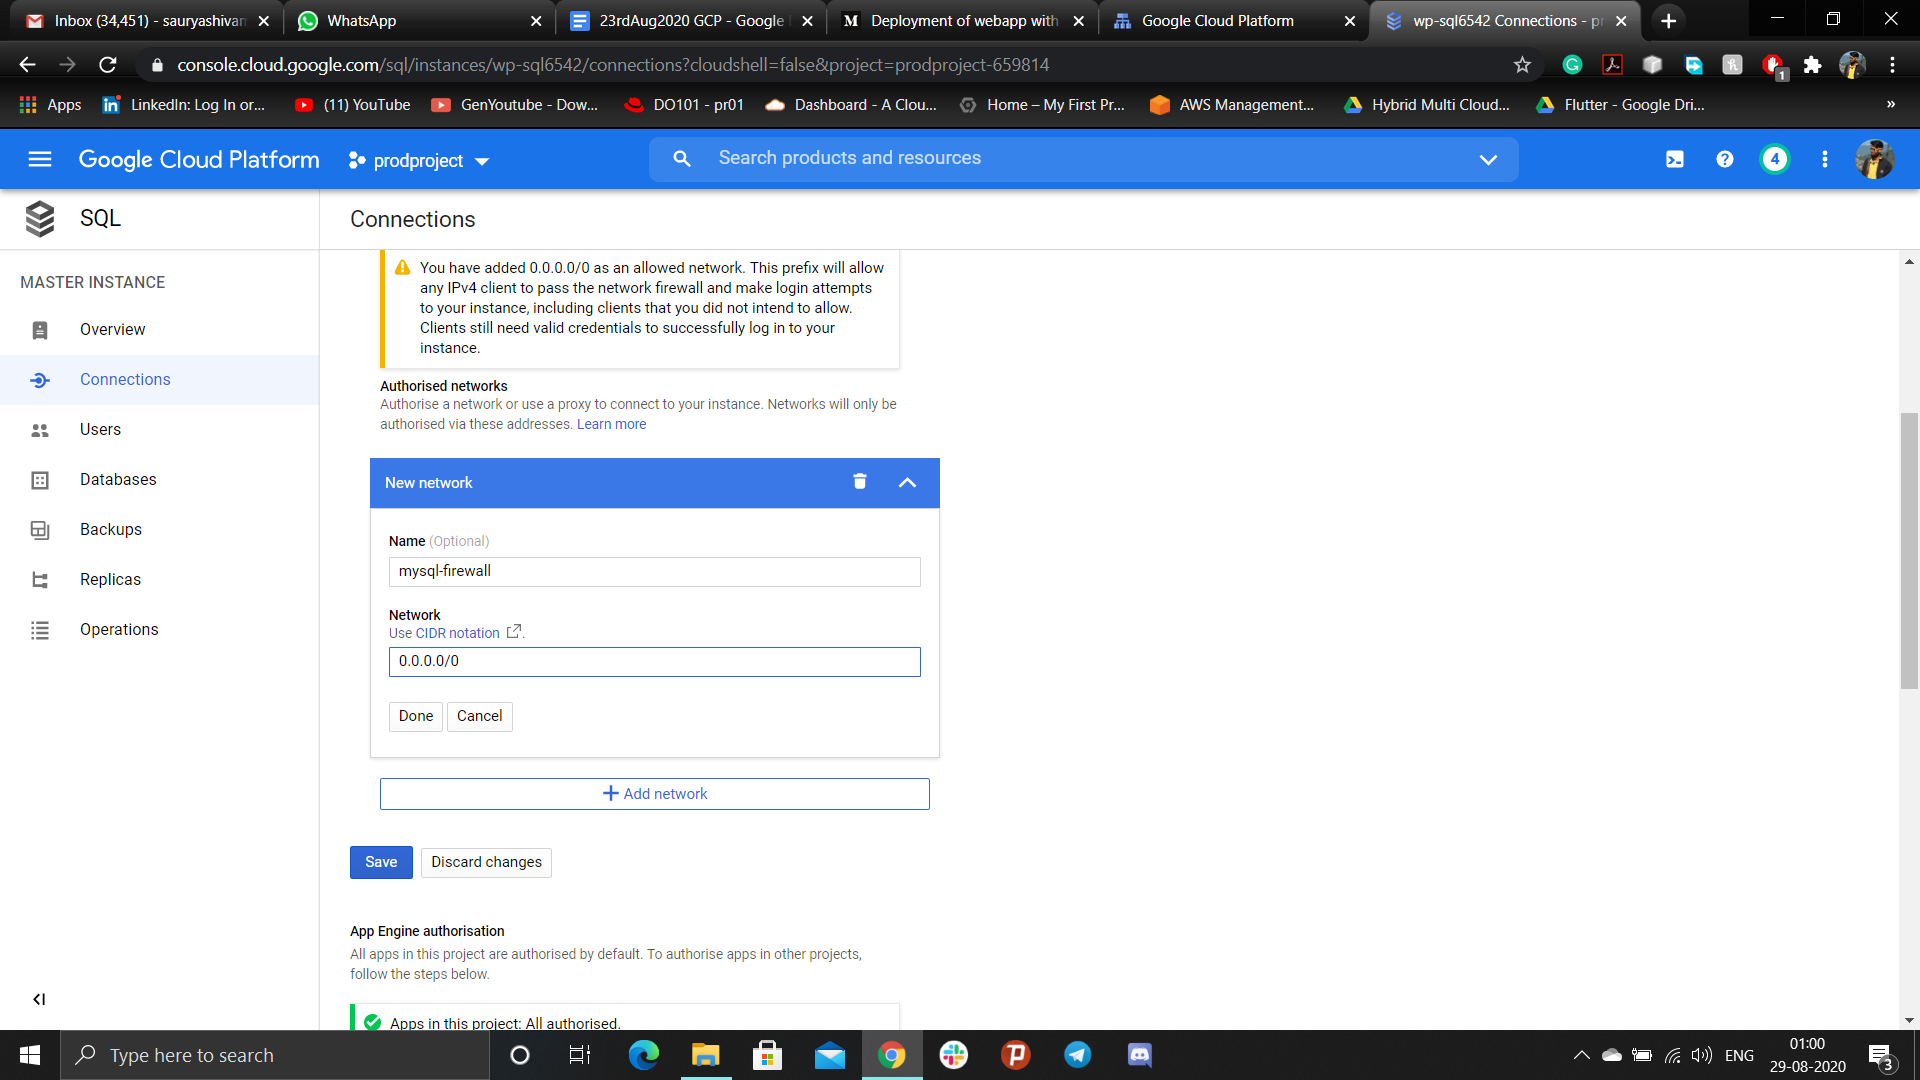 Inbox (34,451) - sauryashivam
WhatsApp
23rdAug2020 GCP - Google
M Deployment of webapp with
Google Cloud Platform
wp-sql6542 Connections - pr
console.cloud.google.com/sql/instances/wp-sql6542/connections?cloudshell=false&project=prodproject-659814
1
Apps
LinkedIn: Log In or...
(11) YouTube
GenYoutube - Dow...
DO101 - pr01
Dashboard - A Clou...
Home – My First Pr...
AWS Management...
Hybrid Multi Cloud...
Flutter - Google Dri...
»
Google Cloud Platform
prodproject
Search products and resources
4
SQL
Connections
MASTER INSTANCE
Overview
Connections
Users
Databases
Backups
Replicas
Operations
You have added 0.0.0.0/0 as an allowed network. This prefix will allow
any IPv4 client to pass the network firewall and make login attempts
to your instance, including clients that you did not intend to allow.
Clients still need valid credentials to successfully log in to your
instance.
Authorised networks
Authorise a network or use a proxy to connect to your instance. Networks will only be
authorised via these addresses. Learn more
New network
Name (Optional)
mysql-firewall
Network
Use CIDR notation .
0.0.0.0/0
Done Cancel
+ Add network
Save Discard changes
App Engine authorisation
All apps in this project are authorised by default. To authorise apps in other projects,
follow the steps below.
Apps in this project: All authorised.
Type here to search
ENG
01:00
29-08-2020
3